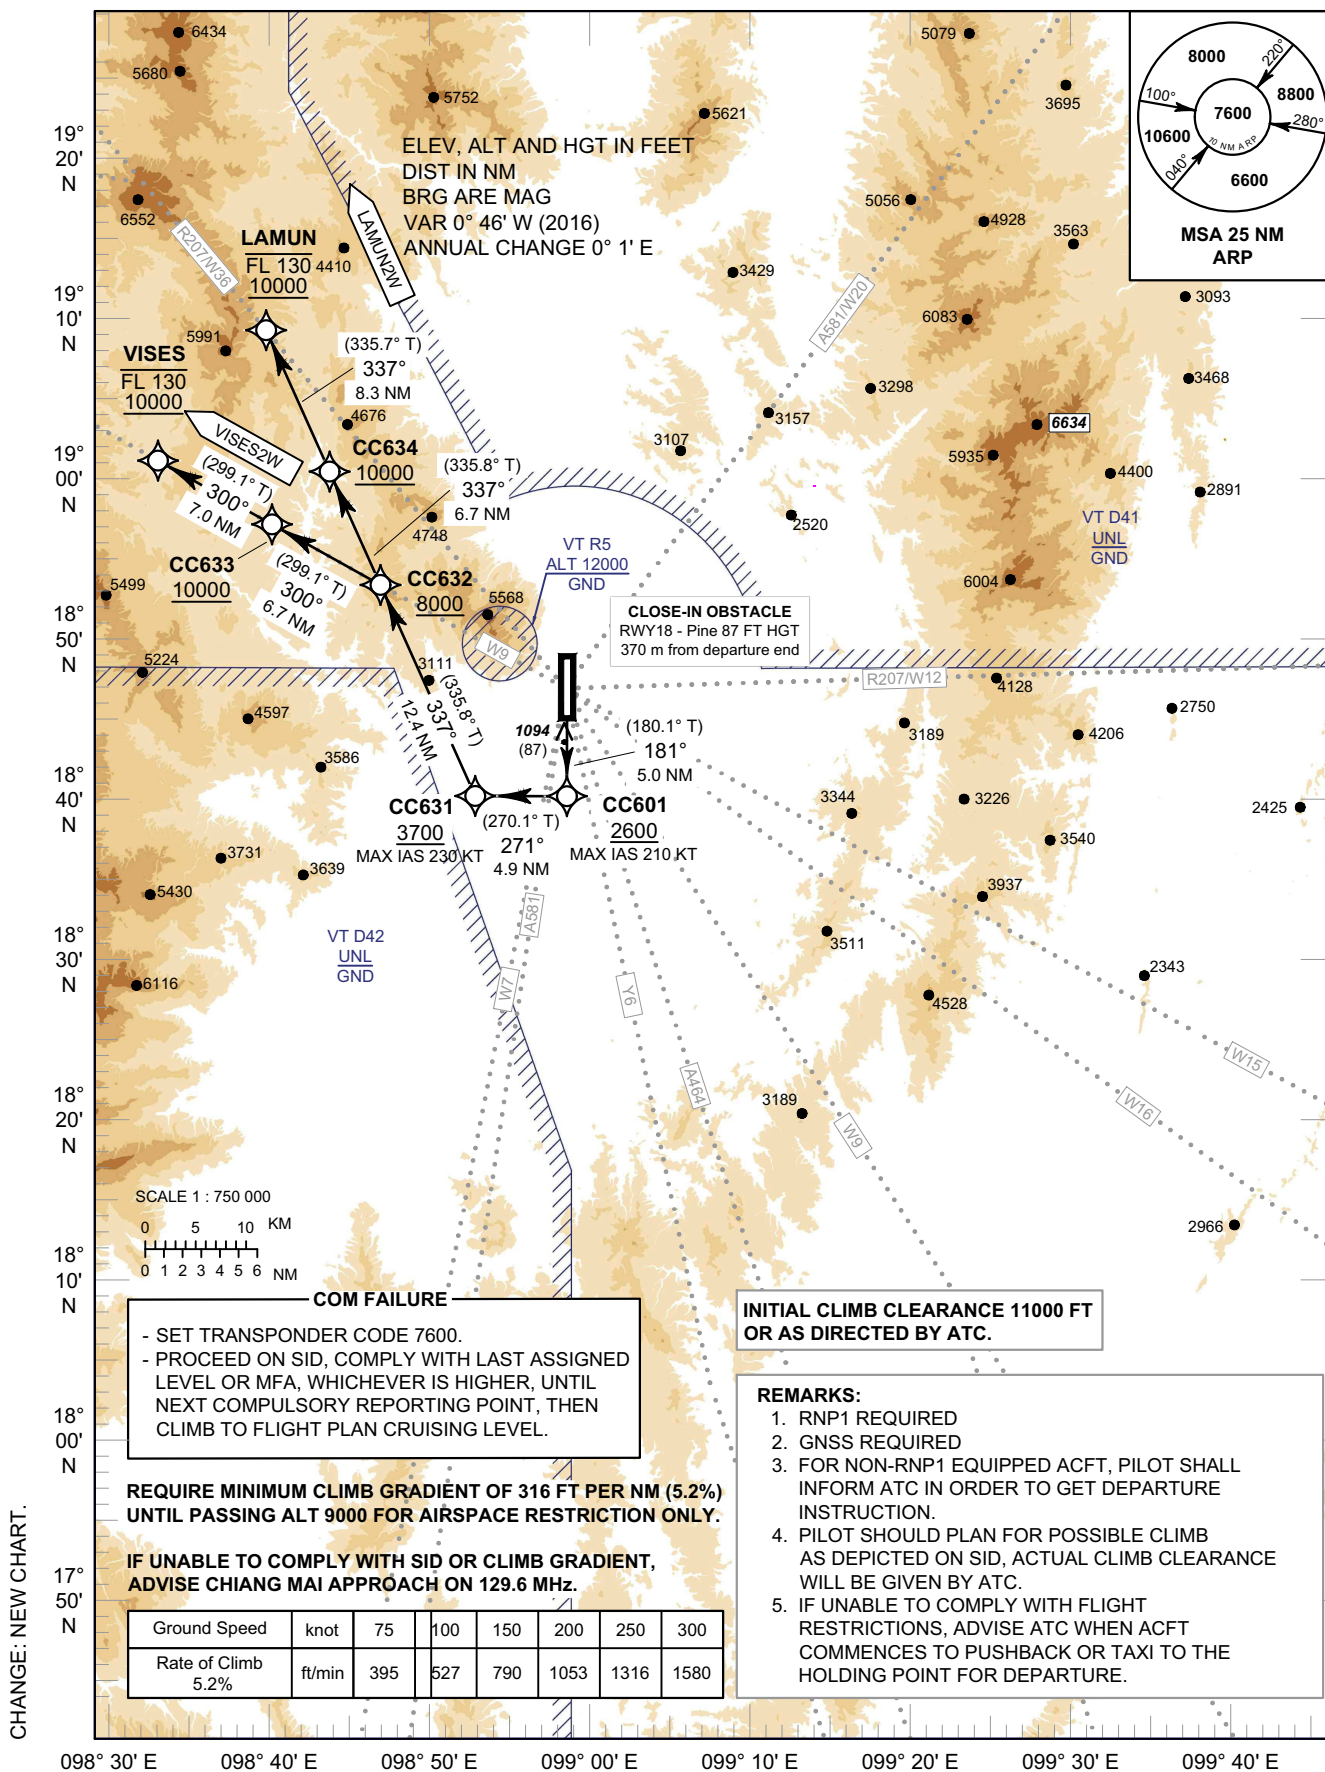 6434
5680
5752
5621
5079
3695
8000
220°
100°
8800
7600
280°
10600
10 NM ARP
040°
6600
MSA 25 NM
ARP
ELEV, ALT AND HGT IN FEET
DIST IN NM
BRG ARE MAG
VAR 0° 46' W (2016)
ANNUAL CHANGE 0° 1' E
19°
20'
N
6552
R207/W36
LAMUN
FL 130
10000
4410
LAMUN2W
5056
4928
3563
3429
3093
A581/W20
6083
19°
10'
N
5991
VISES
FL 130
10000
(335.7° T)
337°
8.3 NM
3298
3468
3157
4676
VISES2W
CC634
10000
3107
6634
5935
4400
2891
19°
00'
N
(299.1° T)
300°
7.0 NM
(335.8° T)
337°
6.7 NM
4748
2520
VT D41
UNL
GND
VT R5
ALT 12000
GND
CC633
10000
(299.1° T)
300°
6.7 NM
CC632
8000
5499
5568
6004
18°
50'
N
CLOSE-IN OBSTACLE
RWY18 - Pine 87 FT HGT
370 m from departure end
W9
5224
3111
R207/W12
4128
4597
(335.8° T)
337°
12.4 NM
1094
(87)
(180.1° T)
181°
5.0 NM
3189
4206
2750
3586
18°
40'
N
CC631
3700
MAX IAS 230 KT
(270.1° T)
271°
4.9 NM
CC601
2600
MAX IAS 210 KT
3344
3226
2425
3540
3731
3639
5430
3937
A581
VT D42
UNL
GND
3511
18°
30'
N
6116
W7
Y6
2343
4528
W15
A464
W16
W9
3189
18°
20'
N
SCALE 1 : 750 000
0 5 10 KM
0 1 2 3 4 5 6 NM
2966
18°
10'
N
COM FAILURE
- SET TRANSPONDER CODE 7600.
- PROCEED ON SID, COMPLY WITH LAST ASSIGNED
LEVEL OR MFA, WHICHEVER IS HIGHER, UNTIL
NEXT COMPULSORY REPORTING POINT, THEN
CLIMB TO FLIGHT PLAN CRUISING LEVEL.
INITIAL CLIMB CLEARANCE 11000 FT
OR AS DIRECTED BY ATC.
18°
00'
N
REQUIRE MINIMUM CLIMB GRADIENT OF 316 FT PER NM (5.2%)
UNTIL PASSING ALT 9000 FOR AIRSPACE RESTRICTION ONLY.
IF UNABLE TO COMPLY WITH SID OR CLIMB GRADIENT,
ADVISE CHIANG MAI APPROACH ON 129.6 MHz.
17°
50'
N
Ground Speed knot 75 100 150 200 250 300
Rate of Climb
5.2% ft/min 395 527 790 1053 1316 1580
REMARKS:
1. RNP1 REQUIRED
2. GNSS REQUIRED
3. FOR NON-RNP1 EQUIPPED ACFT, PILOT SHALL
INFORM ATC IN ORDER TO GET DEPARTURE
INSTRUCTION.
4. PILOT SHOULD PLAN FOR POSSIBLE CLIMB
AS DEPICTED ON SID, ACTUAL CLIMB CLEARANCE
WILL BE GIVEN BY ATC.
5. IF UNABLE TO COMPLY WITH FLIGHT
RESTRICTIONS, ADVISE ATC WHEN ACFT
COMMENCES TO PUSHBACK OR TAXI TO THE
HOLDING POINT FOR DEPARTURE.
CHANGE: NEW CHART.
098° 30' E 098° 40' E 098° 50' E 099° 00' E 099° 10' E 099° 20' E 099° 30' E 099° 40' E